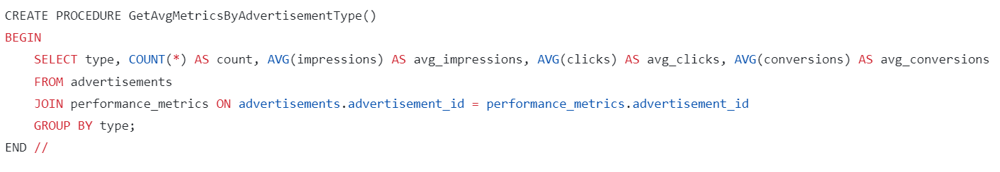 CREATE PROCEDURE GetAvgMetricsByAdvertisementType()
BEGIN
    SELECT type, COUNT(*) AS count, AVG(impressions) AS avg_impressions, AVG(clicks) AS avg_clicks, AVG(conversions) AS avg_conversions
    FROM advertisements
    JOIN performance_metrics ON advertisements.advertisement_id = performance_metrics.advertisement_id
    GROUP BY type;
END //